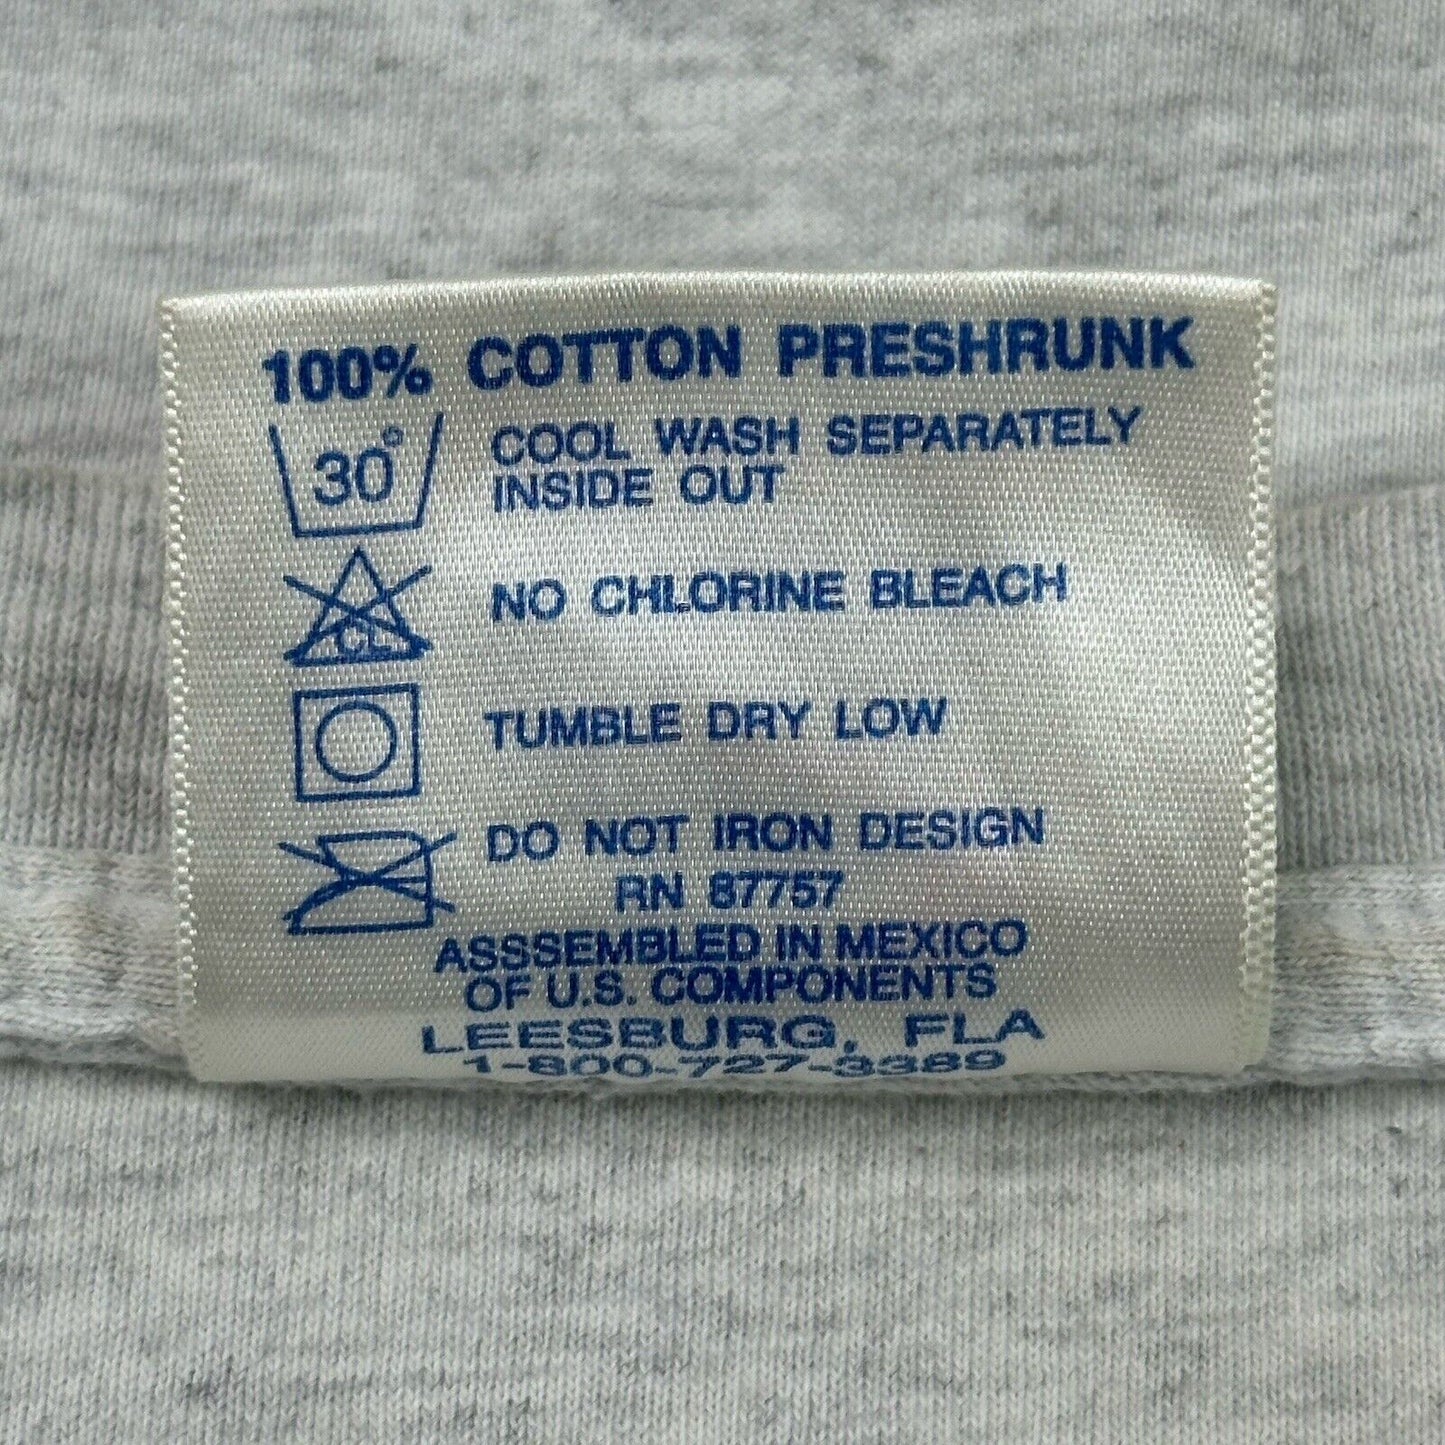 100% COTTON PRESHRUNK
30° COOL WASH SEPARATELY
INSIDE OUT
CL NO CHLORINE BLEACH
TUMBLE DRY LOW
DO NOT IRON DESIGN
RN 87757
ASSSEMBLED IN MEXICO
OF U.S. COMPONENTS
LEESBURG, FLA
1-800-727-3389